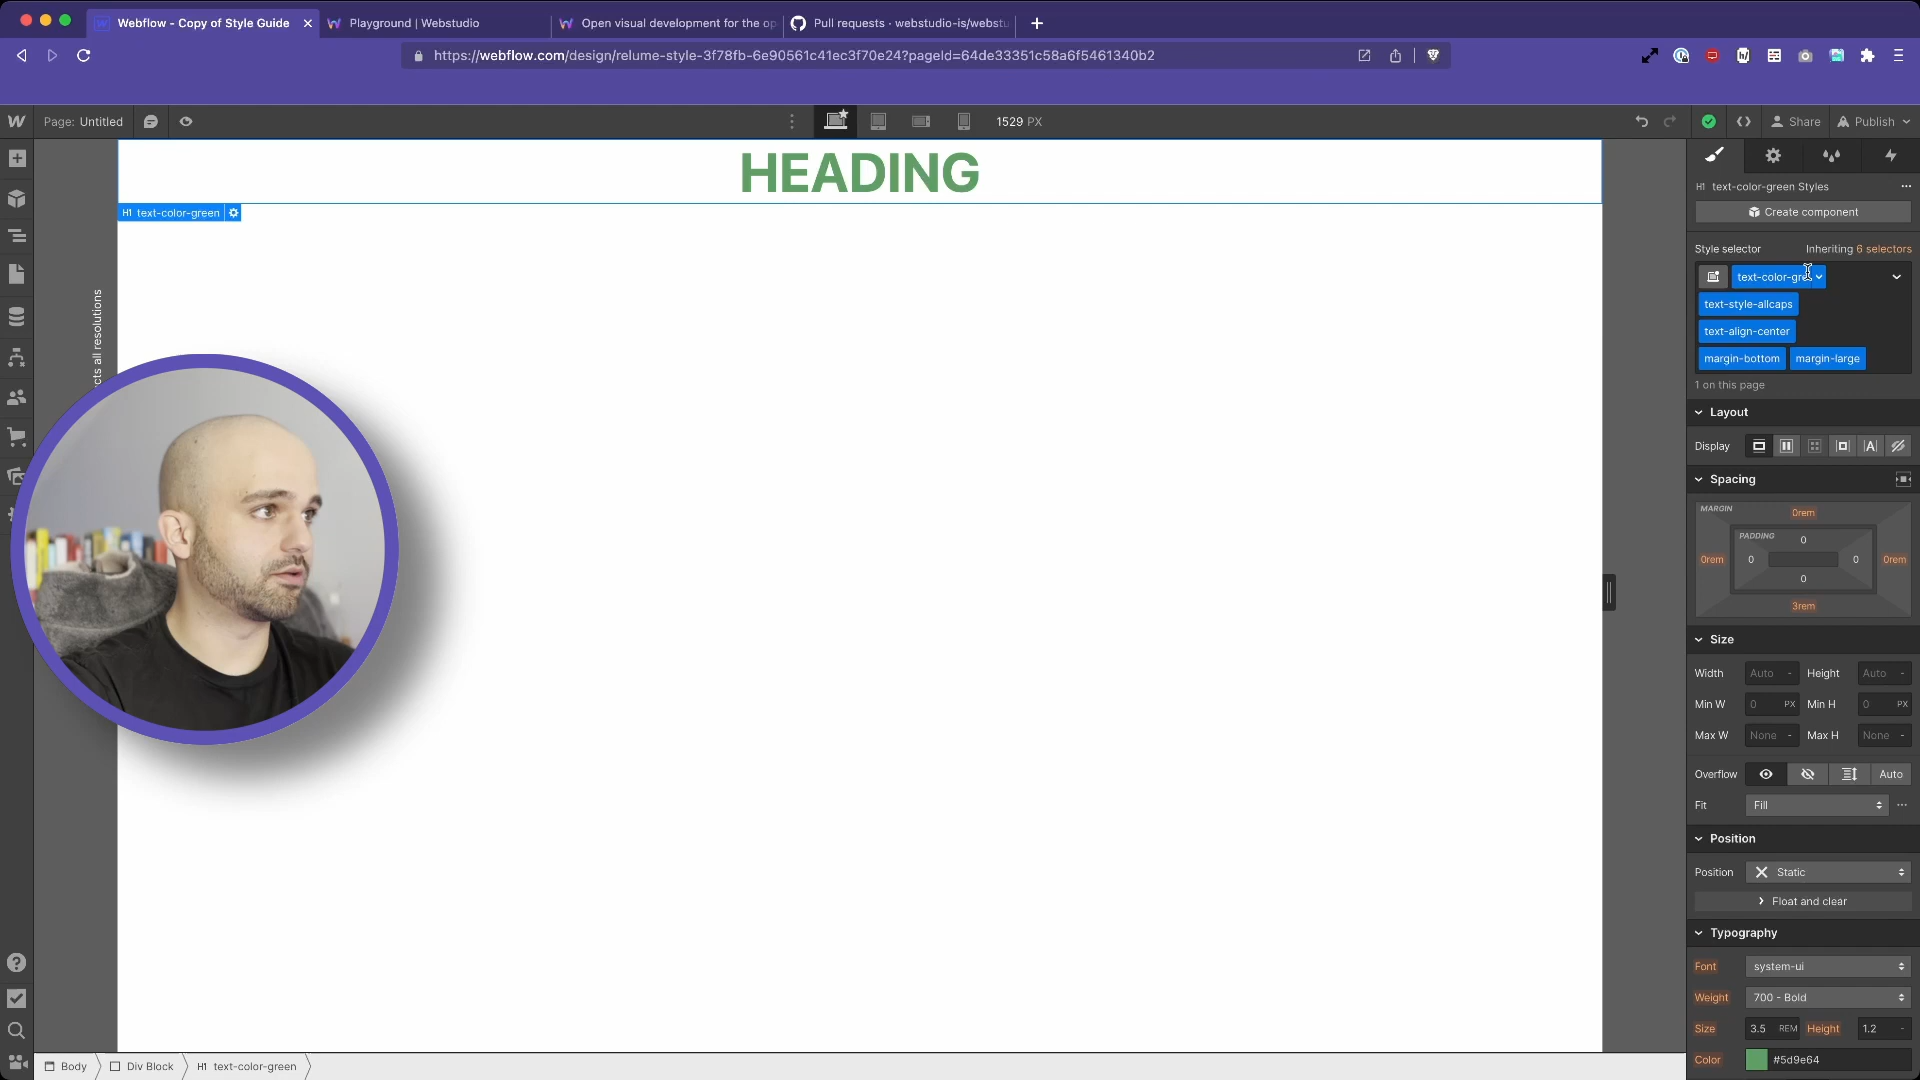 Webflow - Copy of Style Guide
Playground | Webstudio
Open visual development for the op
Pull requests · webstudio-is/webstu
https://webflow.com/design/relume-style-3f78fb-6e90561c41ec3f70e24?pageId=64de33351c58a6f5461340b2
Page: Untitled
1529 PX
Share
Publish
HEADING
H1 text-color-green
cts all resolutions
H1 text-color-green Styles
Create component
Style selector
Inheriting 6 selectors
text-color-gre
text-style-allcaps
text-align-center
margin-bottom margin-large
1 on this page
Layout
Display
Spacing
MARGIN
0rem
PADDING
0
0rem 0 0 0rem
0
3rem
Size
Width Auto - Height Auto -
Min W 0 PX Min H 0 PX
Max W None - Max H None -
Overflow Auto
Fit Fill
Position
Position Static
Float and clear
Typography
Font system-ui
Weight 700 - Bold
Size 3.5 REM Height 1.2 -
Color #5d9e64
Body Div Block H1 text-color-green